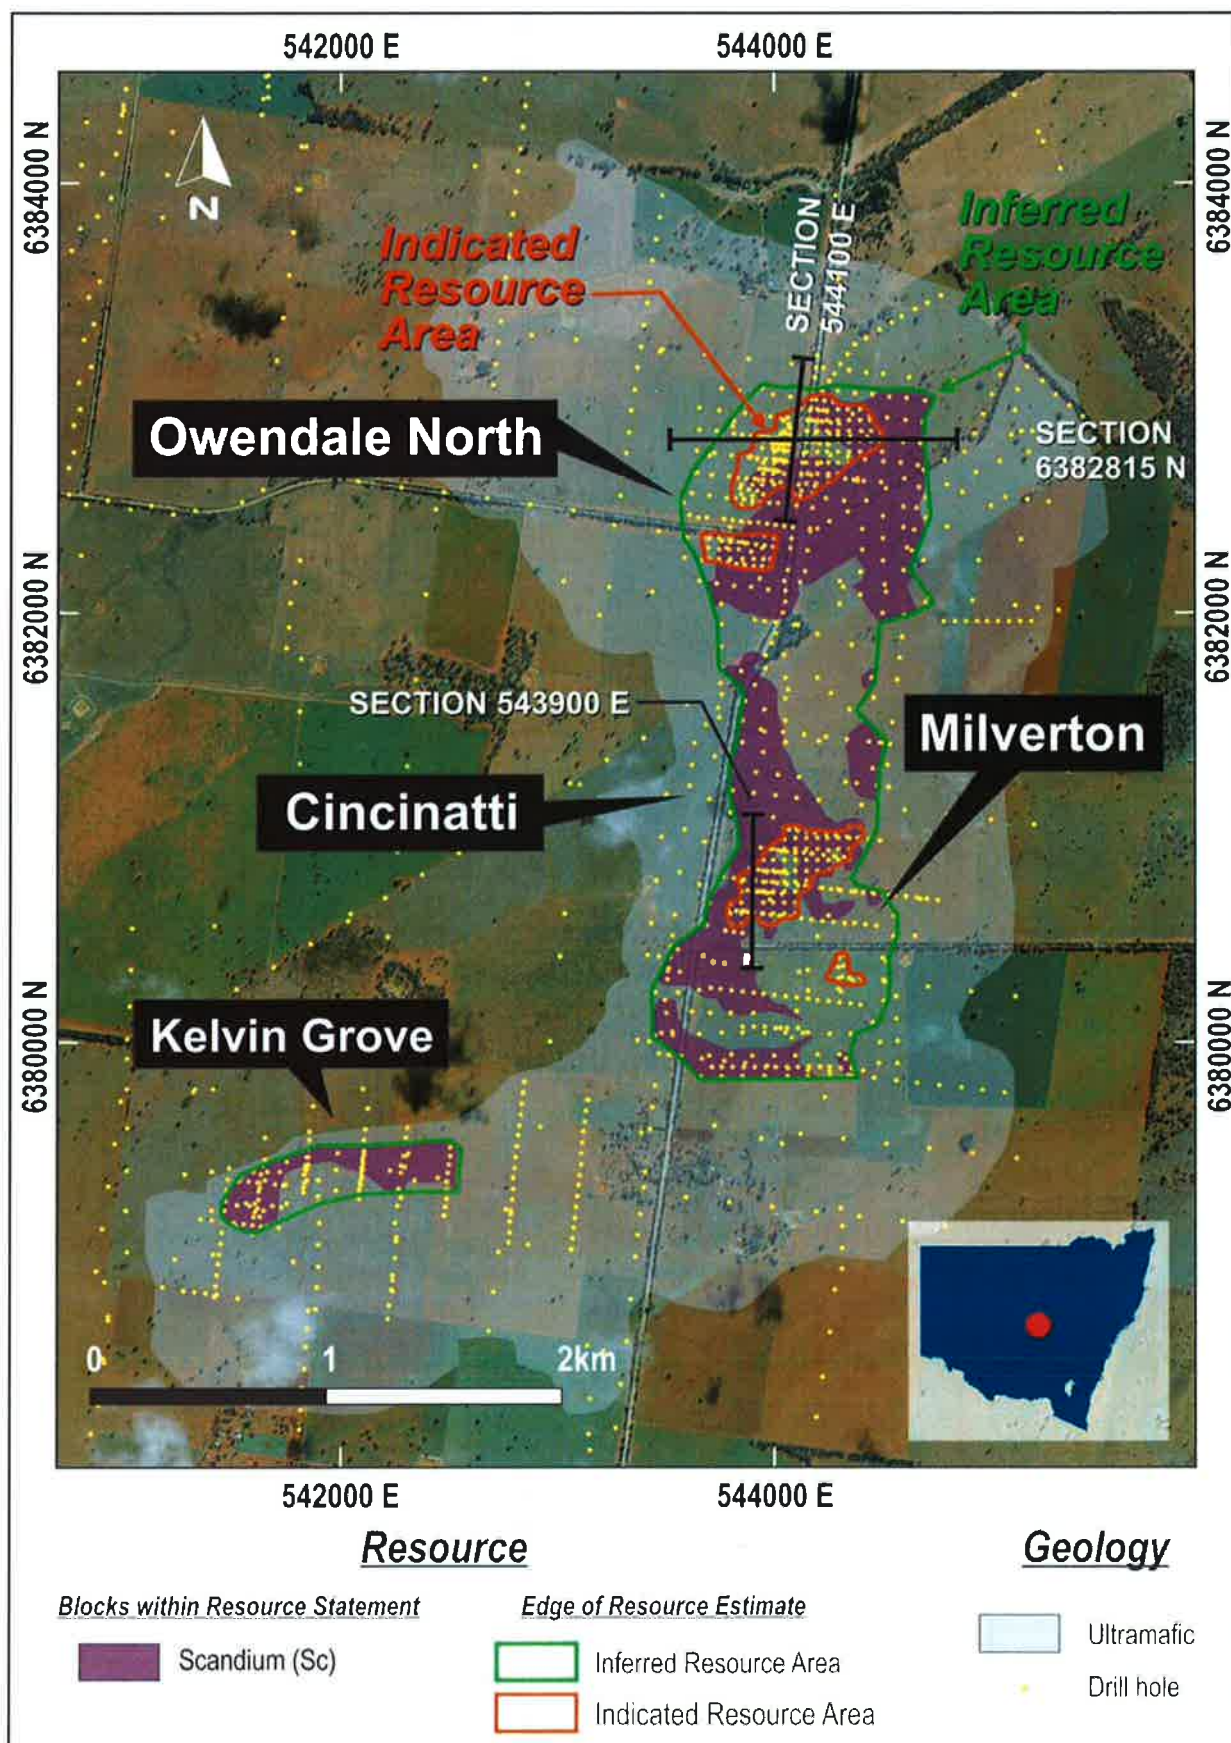 542000 E
544000 E
6384000 N
6384000 N
Indicated
Resource
Area
SECTION
544100 E
Inferred
Resource
Area
Owendale North
SECTION
6382815 N
6382000 N
6382000 N
SECTION 543900 E
Milverton
Cincinatti
Kelvin Grove
6380000 N
6380000 N
0
1
2km
542000 E
544000 E
Resource
Geology
Blocks within Resource Statement
Edge of Resource Estimate
Scandium (Sc)
Inferred Resource Area
Indicated Resource Area
Ultramafic
Drill hole
N